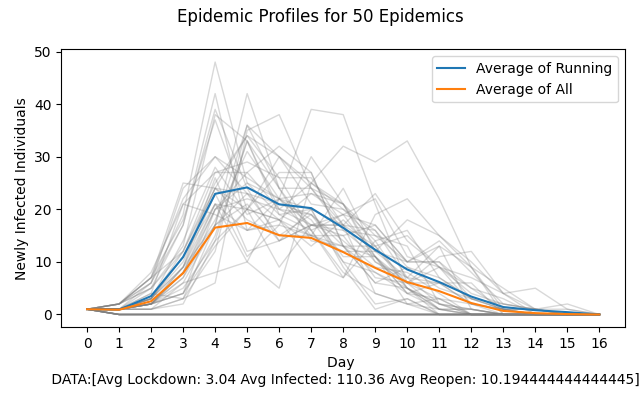 Epidemic Profiles for 50 Epidemics
50
40
30
20
10
0
Newly Infected Individuals
Average of Running
Average of All
0 1 2 3 4 5 6 7 8 9 10 11 12 13 14 15 16
Day
DATA:[Avg Lockdown: 3.04 Avg Infected: 110.36 Avg Reopen: 10.194444444444445]